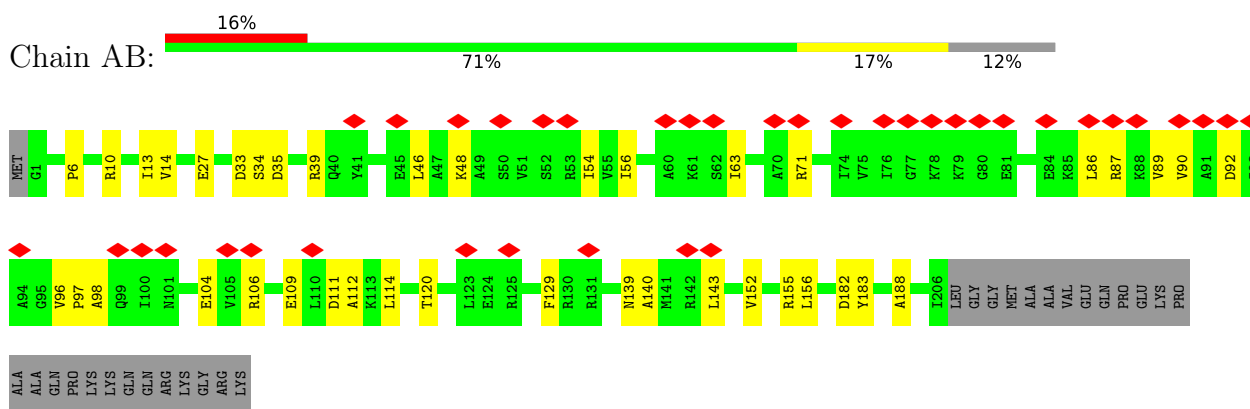 16%
Chain AB:
71% 17% 12%
MET G1 P6 R10 I13 V14 E27 D33 S34 D35 R39 Q40 Y41 E45 L46 A47 K48 A49 S50 V51 S52 R53 I54 V55 I56 A60 K61 S62 I63 A70 R71 I74 V75 I76 G77 K78 K79 G80 E81 E84 K85 L86 R87 K88 V89 V90 A91 D92
A94 G95 V96 P97 A98 Q99 I100 N101 E104 V105 R106 E109 L110 D111 A112 K113 L114 T120 L123 E124 R125 F129 R130 R131 N139 A140 M141 R142 L143 V152 R155 L156 D182 Y183 A188 I206 LEU GLY GLY MET ALA ALA VAL GLU GLN PRO GLU LYS PRO
ALA ALA GLN PRO LYS LYS GLN GLN ARG LYS GLY ARG LYS